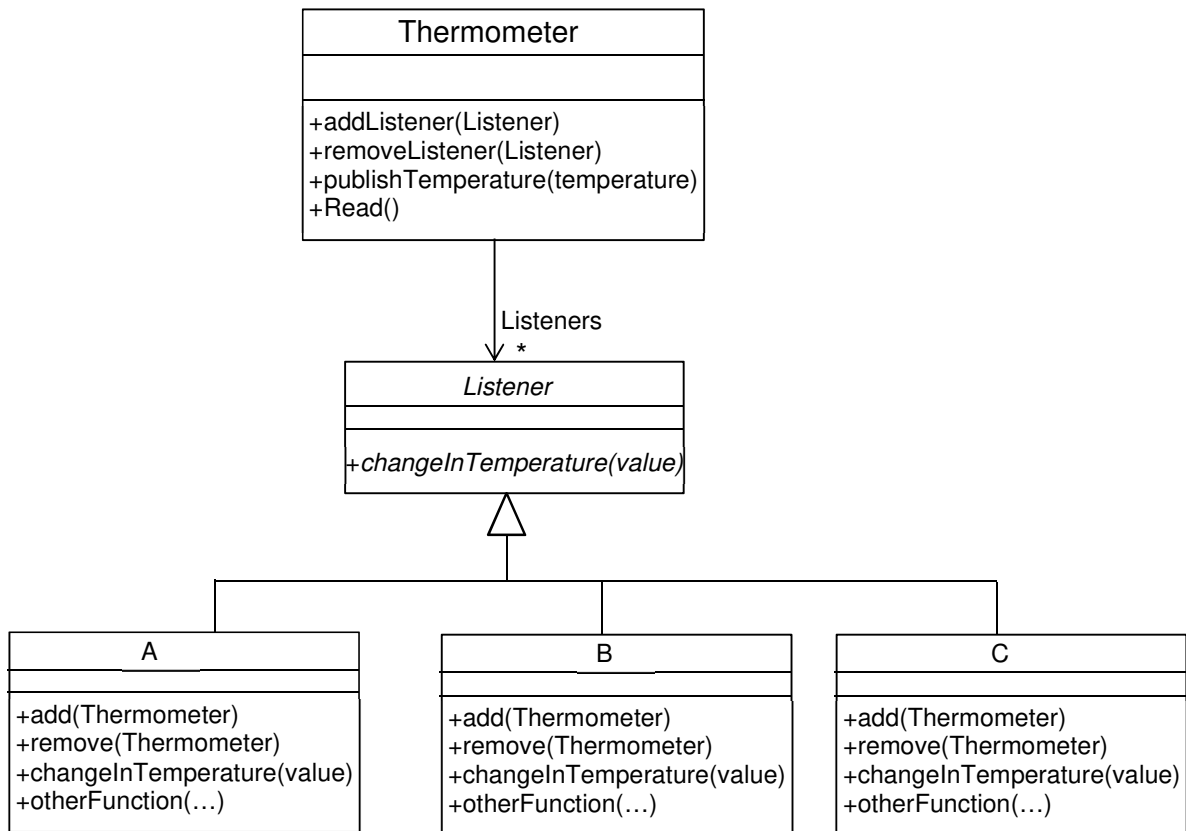 Thermometer
+addListener(Listener)
+removeListener(Listener)
+publishTemperature(temperature)
+Read()
Listeners
*
Listener
+changeInTemperature(value)
A
+add(Thermometer)
+remove(Thermometer)
+changeInTemperature(value)
+otherFunction(…)
B
+add(Thermometer)
+remove(Thermometer)
+changeInTemperature(value)
+otherFunction(…)
C
+add(Thermometer)
+remove(Thermometer)
+changeInTemperature(value)
+otherFunction(…)